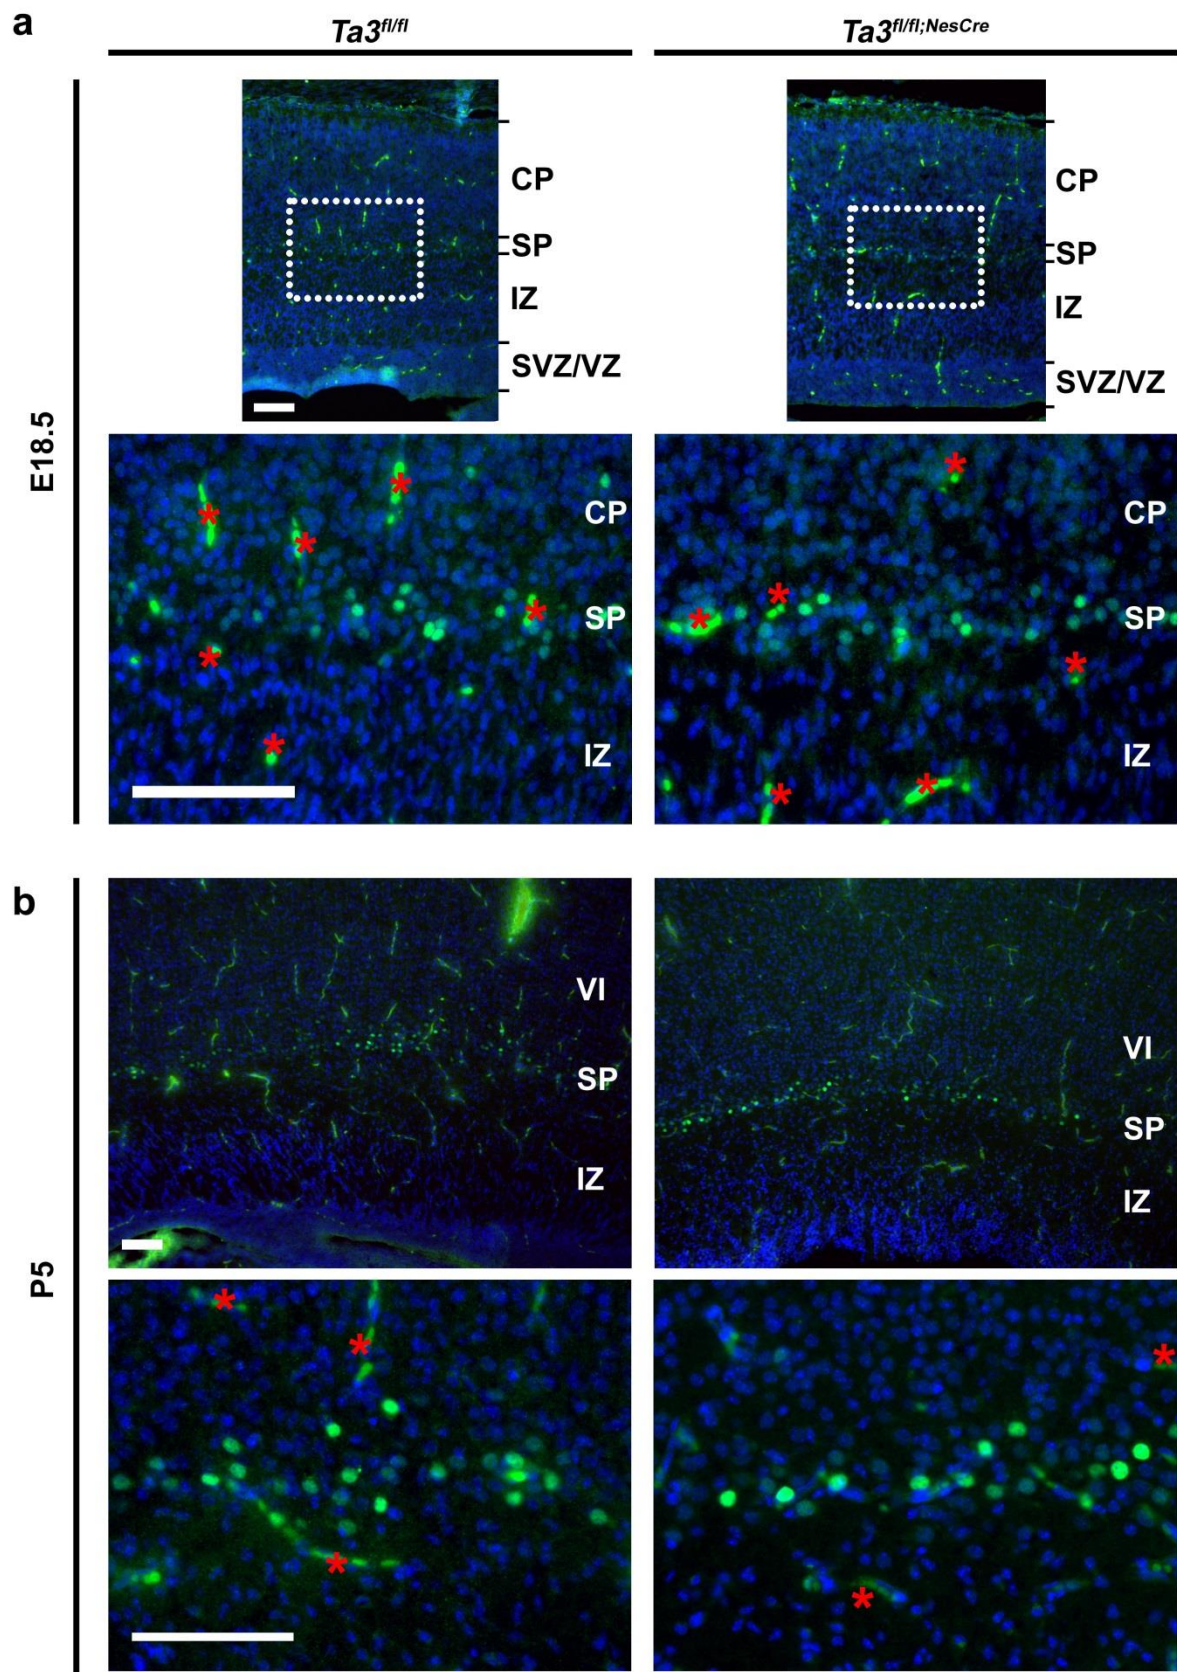 a
Ta3fl/fl
Ta3fl/fl;NesCre
E18.5
CP
SP
IZ
SVZ/VZ
CP
SP
IZ
SVZ/VZ
*
*
*
*
*
*
CP
SP
IZ
*
*
*
*
*
*
CP
SP
IZ
b
P5
VI
SP
IZ
VI
SP
IZ
*
*
*
*
*